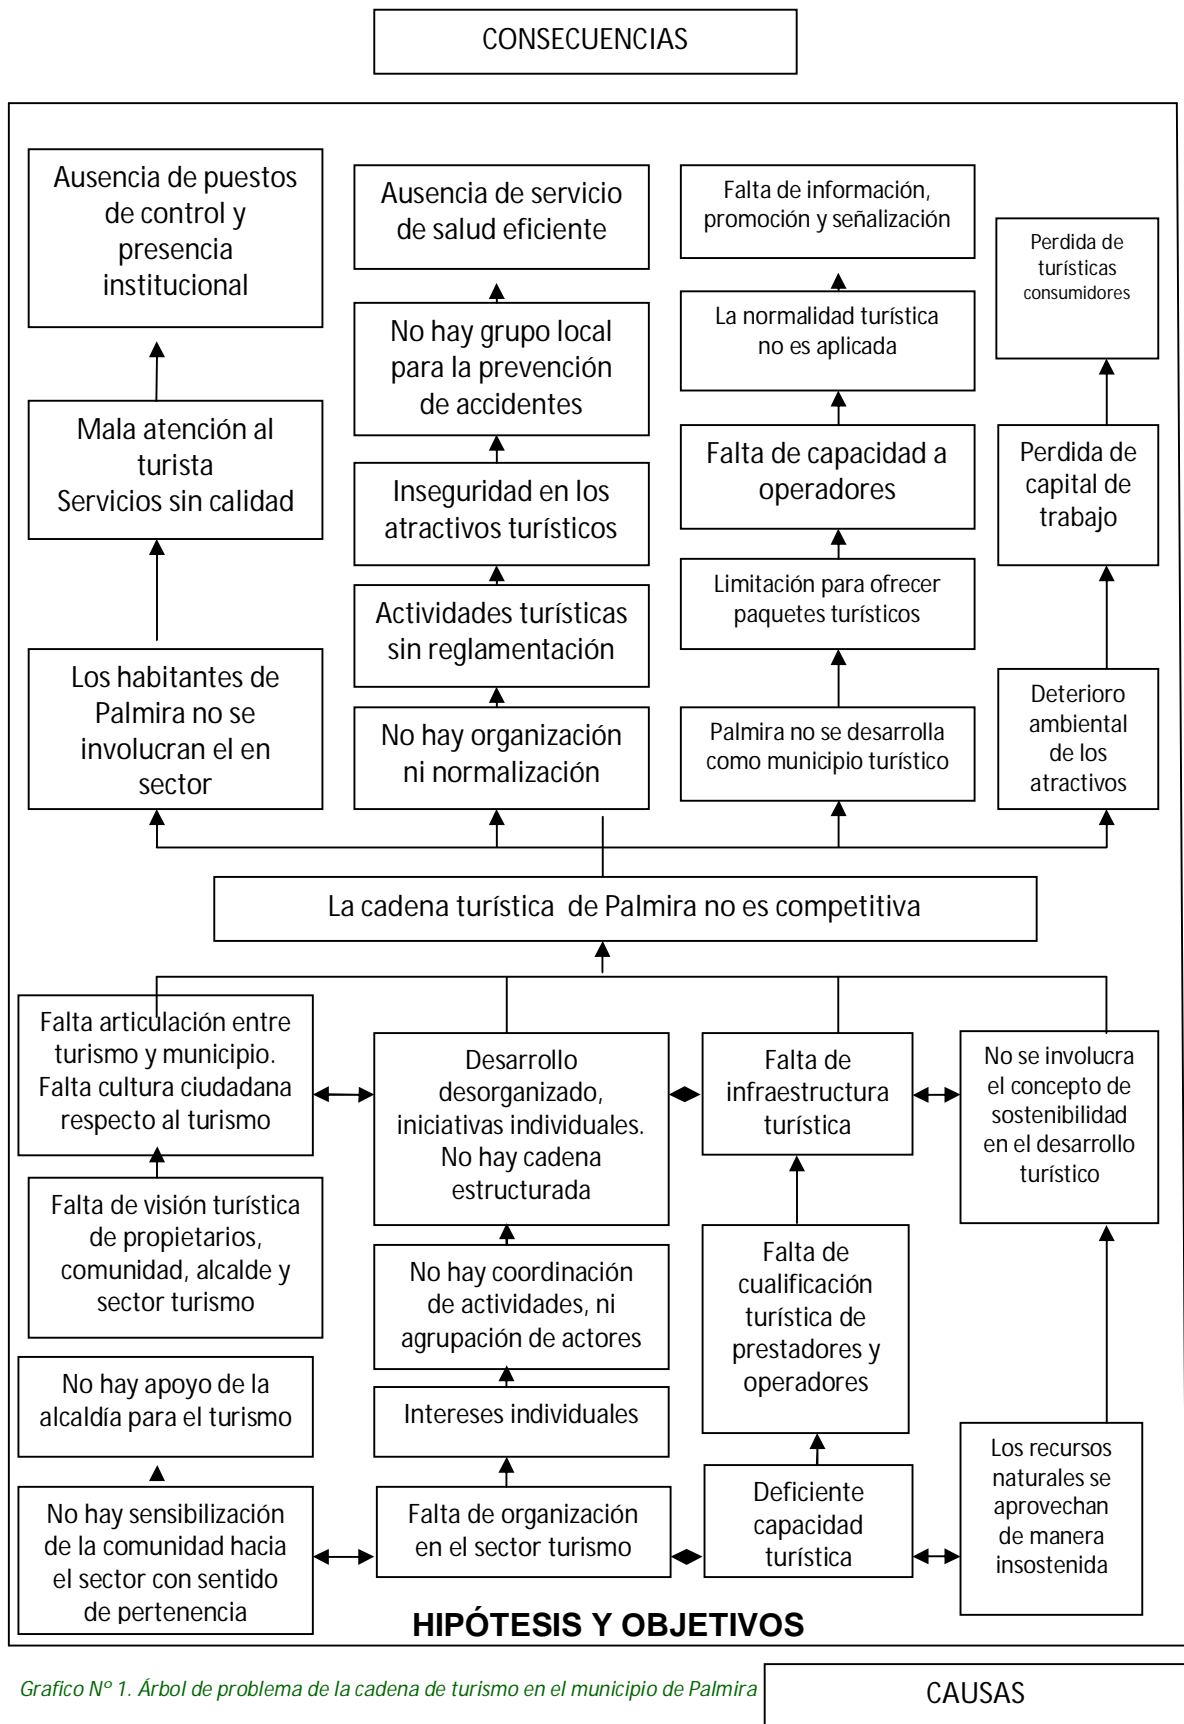 CONSECUENCIAS
Ausencia de puestos
de control y
presencia
institucional
Ausencia de servicio
de salud eficiente
Falta de información,
promoción y señalización
Perdida de
turísticas
consumidores
No hay grupo local
para la prevención
de accidentes
La normalidad turística
no es aplicada
Mala atención al
turista
Servicios sin calidad
Inseguridad en los
atractivos turísticos
Falta de capacidad a
operadores
Perdida de
capital de
trabajo
Actividades turísticas
sin reglamentación
Limitación para ofrecer
paquetes turísticos
Los habitantes de
Palmira no se
involucran el en
sector
No hay organización
ni normalización
Palmira no se desarrolla
como municipio turístico
Deterioro
ambiental
de los
atractivos
La cadena turística de Palmira no es competitiva
Falta articulación entre
turismo y municipio.
Falta cultura ciudadana
respecto al turismo
Desarrollo
desorganizado,
iniciativas individuales.
No hay cadena
estructurada
Falta de
infraestructura
turística
No se involucra
el concepto de
sostenibilidad
en el desarrollo
turístico
Falta de visión turística
de propietarios,
comunidad, alcalde y
sector turismo
No hay coordinación
de actividades, ni
agrupación de actores
Falta de
cualificación
turística de
prestadores y
operadores
No hay apoyo de la
alcaldía para el turismo
Intereses individuales
Los recursos
naturales se
aprovechan
de manera
insostenida
No hay sensibilización
de la comunidad hacia
el sector con sentido
de pertenencia
Falta de organización
en el sector turismo
Deficiente
capacidad
turística
HIPÓTESIS Y OBJETIVOS
Grafico Nº 1. Árbol de problema de la cadena de turismo en el municipio de Palmira
CAUSAS